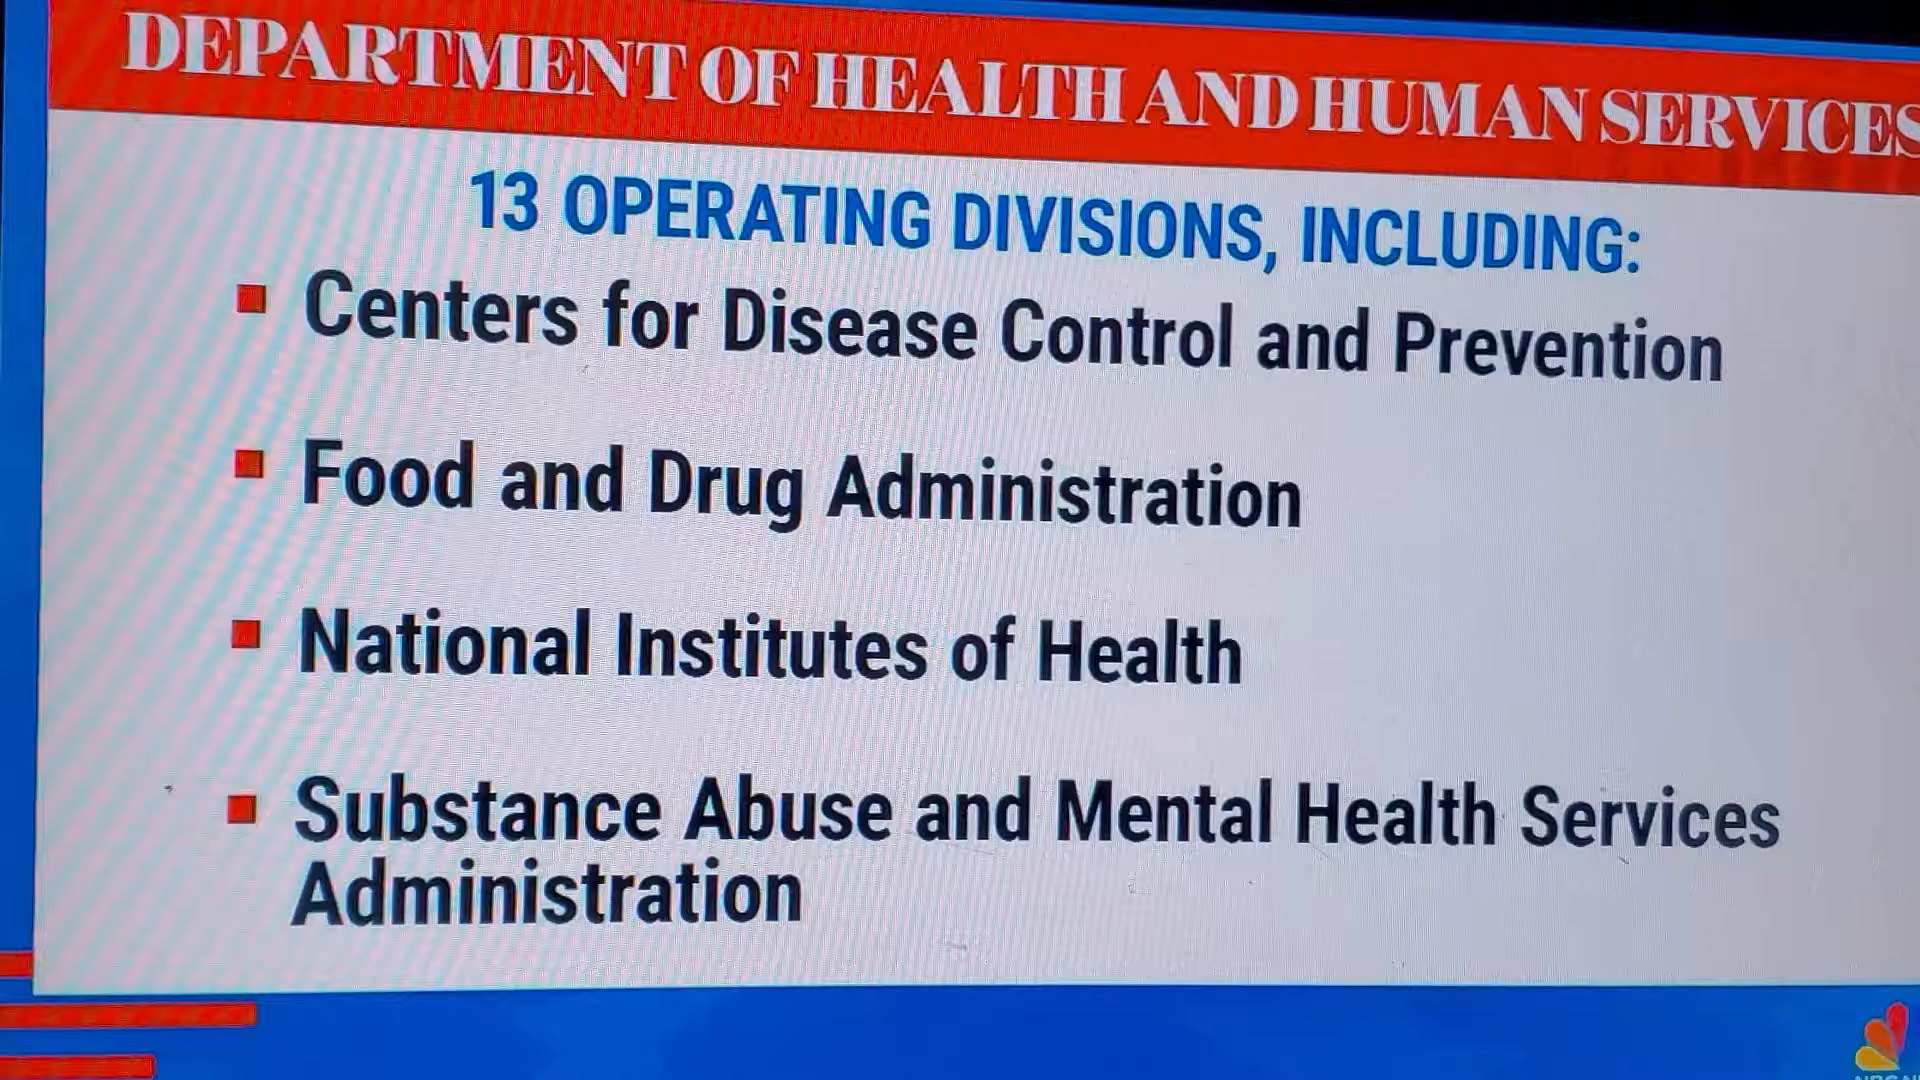 DEPARTMENT OF HEALTH AND HUMAN SERVICES
13 OPERATING DIVISIONS, INCLUDING:
▪ Centers for Disease Control and Prevention
▪ Food and Drug Administration
▪ National Institutes of Health
▪ Substance Abuse and Mental Health Services
Administration